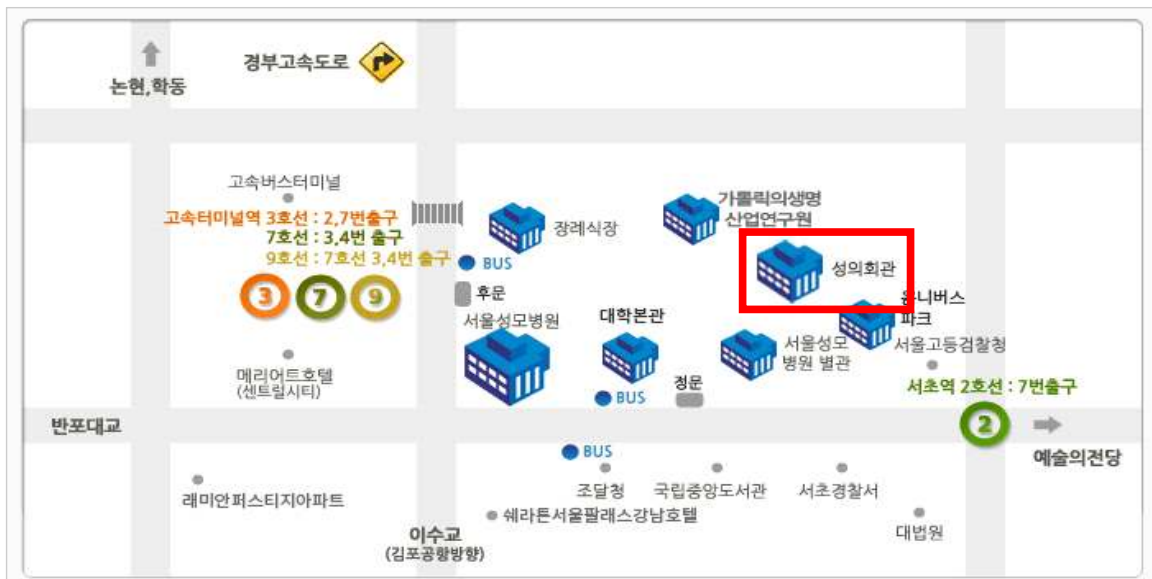 경부고속도로
논현,학동
고속버스터미널
고속터미널역 3호선 : 2,7번출구
7호선 : 3,4번 출구
9호선 : 7호선 3,4번 출구
3 7 9
메리어트호텔
(센트럴시티)
장례식장
BUS
후문
서울성모병원
가톨릭의생명
산업연구원
성의회관
대학본관
BUS
정문
서울성모
병원 별관
옴니버스
파크
서울고등검찰청
서초역 2호선 : 7번출구
2
반포대교
예술의전당
BUS
래미안퍼스티지아파트
조달청
국립중앙도서관
서초경찰서
쉐라톤서울팔래스강남호텔
대법원
이수교
(김포공항방향)